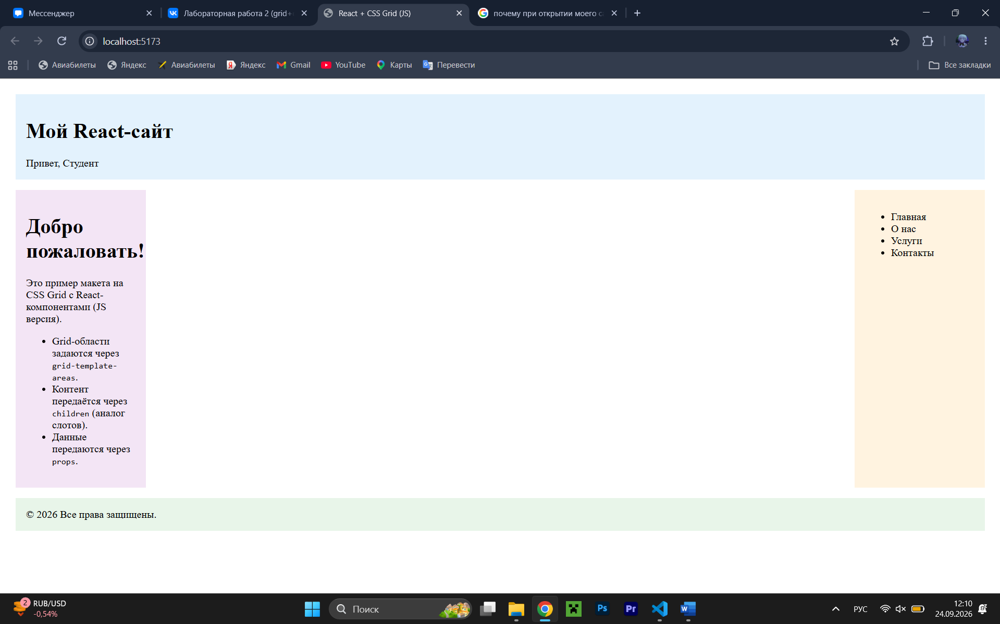 Мессенджер
Лабораторная работа 2 (grid+
React + CSS Grid (JS)
почему при открытии моего са
localhost:5173
Авиабилеты
Яндекс
Авиабилеты
Яндекс
Gmail
YouTube
Карты
Перевести
Все закладки
Мой React-сайт
Привет, Студент
Добро
пожаловать!
Это пример макета на
CSS Grid с React-
компонентами (JS
версия).
Grid-области
задаются через
grid-template-
areas.
Контент
передаётся через
children (аналог
слотов).
Данные
передаются через
props.
Главная
О нас
Услуги
Контакты
© 2026 Все права защищены.
2
RUB/USD
-0,54%
Поиск
Ps
Pr
W
РУС
12:10
24.09.2026